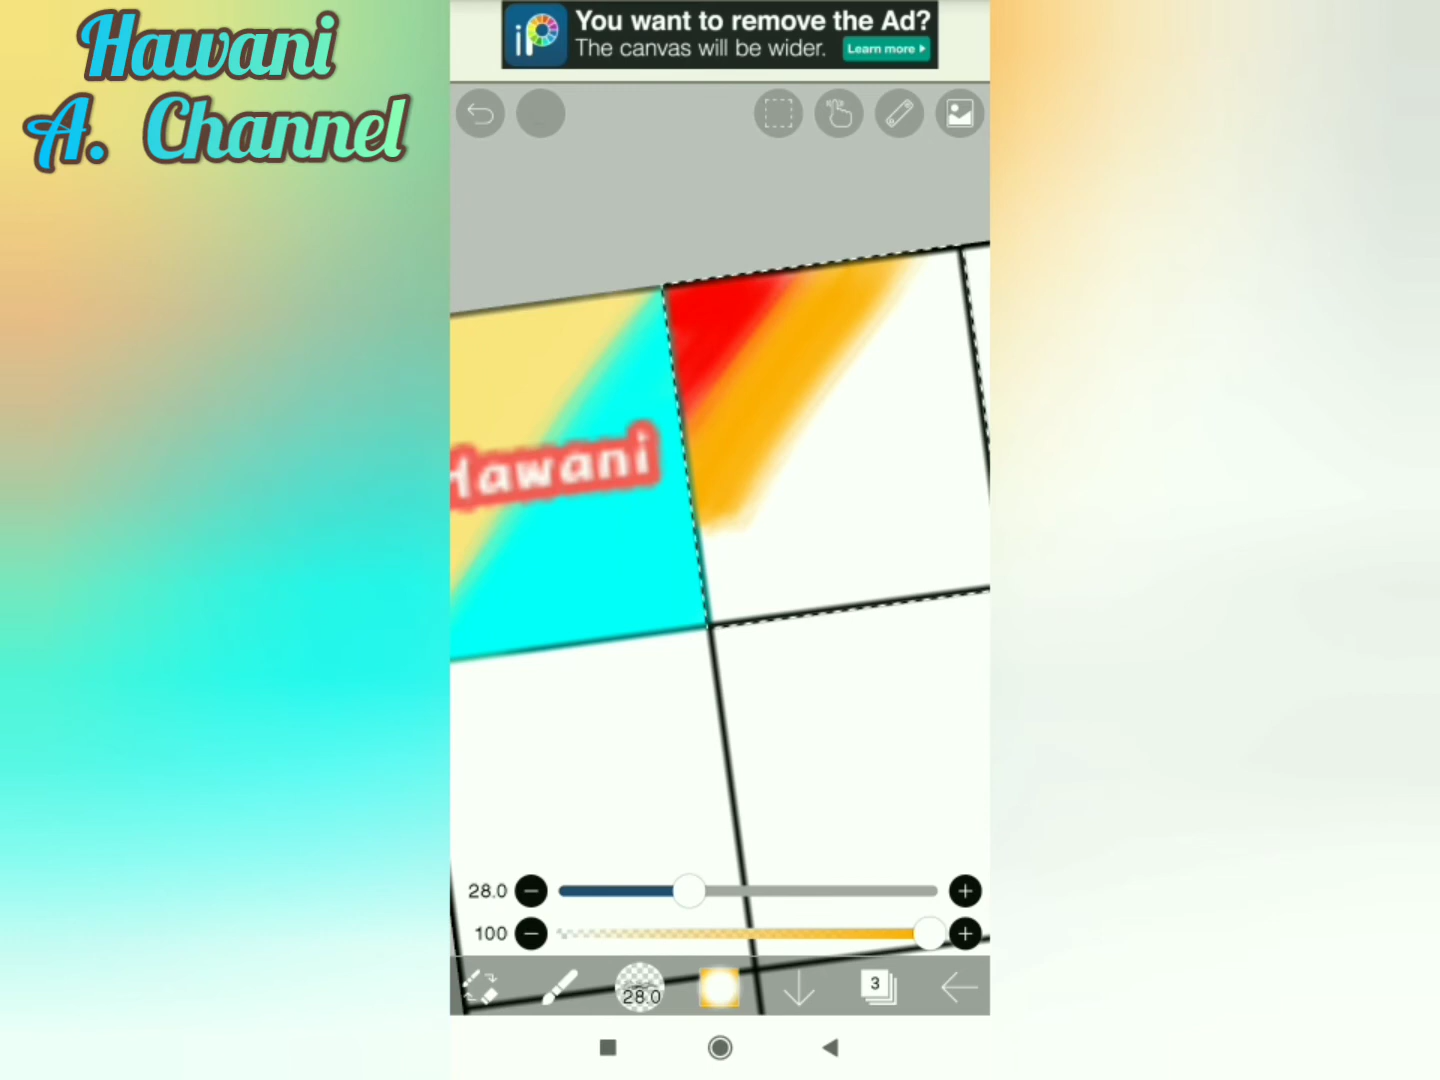 Hawani
A. Channel
iP
You want to remove the Ad?
The canvas will be wider.
Learn more
Hawani
28.0
100
28.0
3